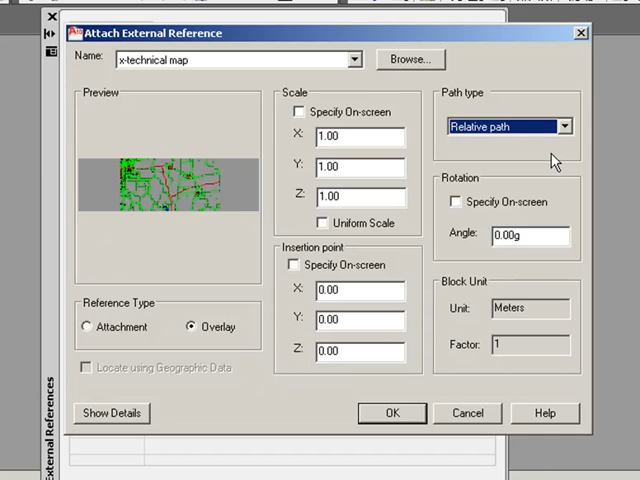 Attach External Reference
Name:
x-technical map
Browse...
Preview
Scale
Specify On-screen
X:
1.00
Y:
1.00
Z:
1.00
Uniform Scale
Path type
Relative path
Rotation
Specify On-screen
Angle:
0.00g
Insertion point
Specify On-screen
X:
0.00
Y:
0.00
Z:
0.00
Block Unit
Unit:
Meters
Factor:
1
Reference Type
Attachment
Overlay
Locate using Geographic Data
Show Details
OK
Cancel
Help
External References